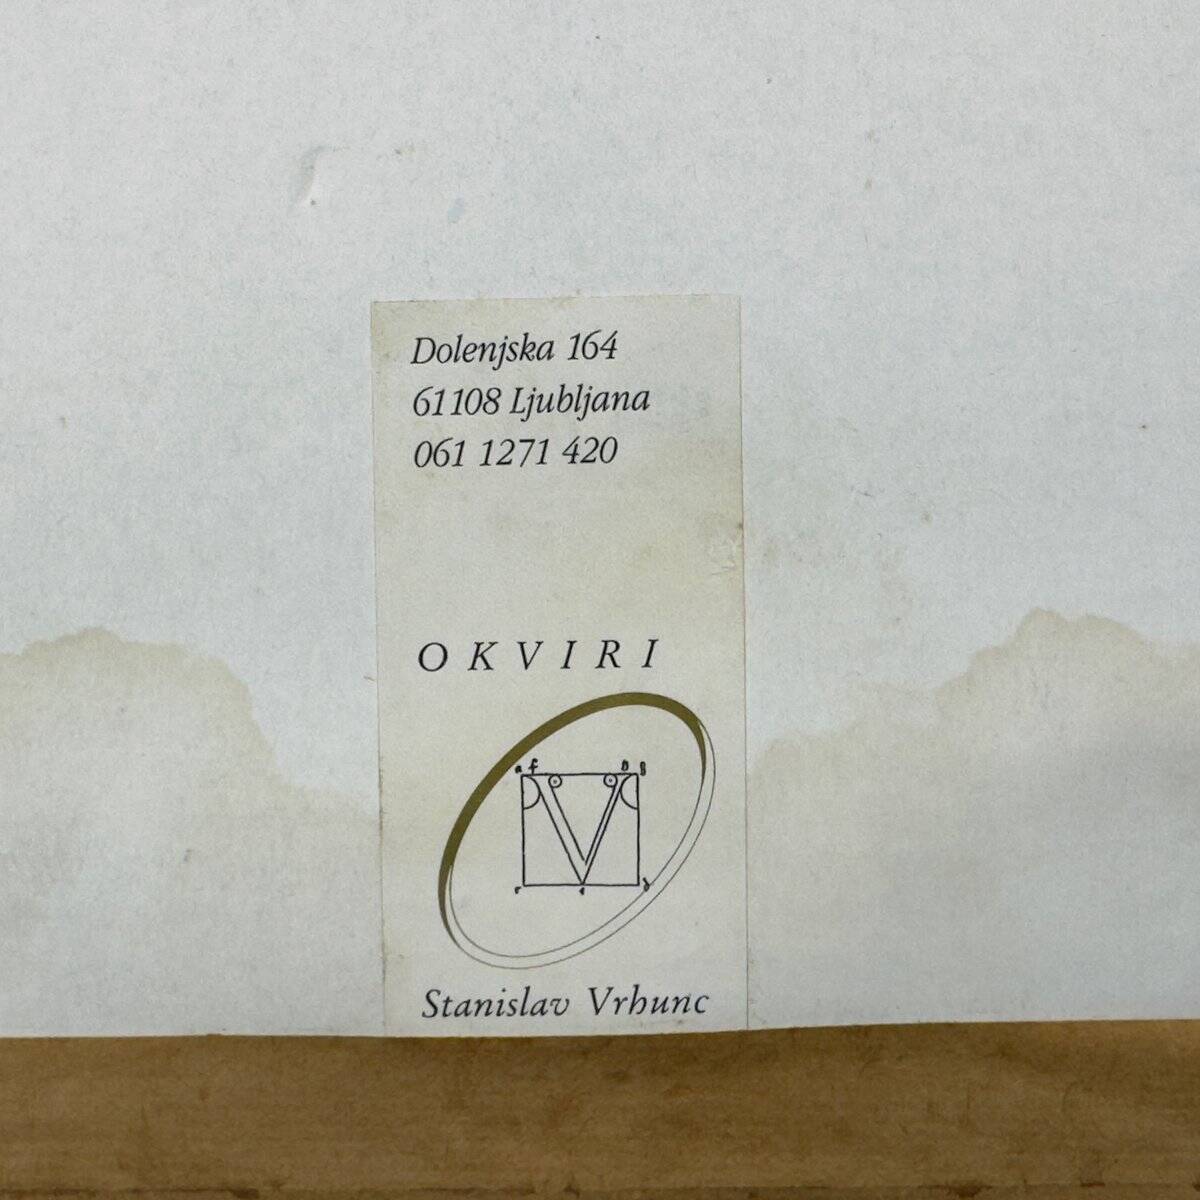 Dolenjska 164
61108 Ljubljana
061 1271 420
OKVIRI
Stanislav Vrhunc